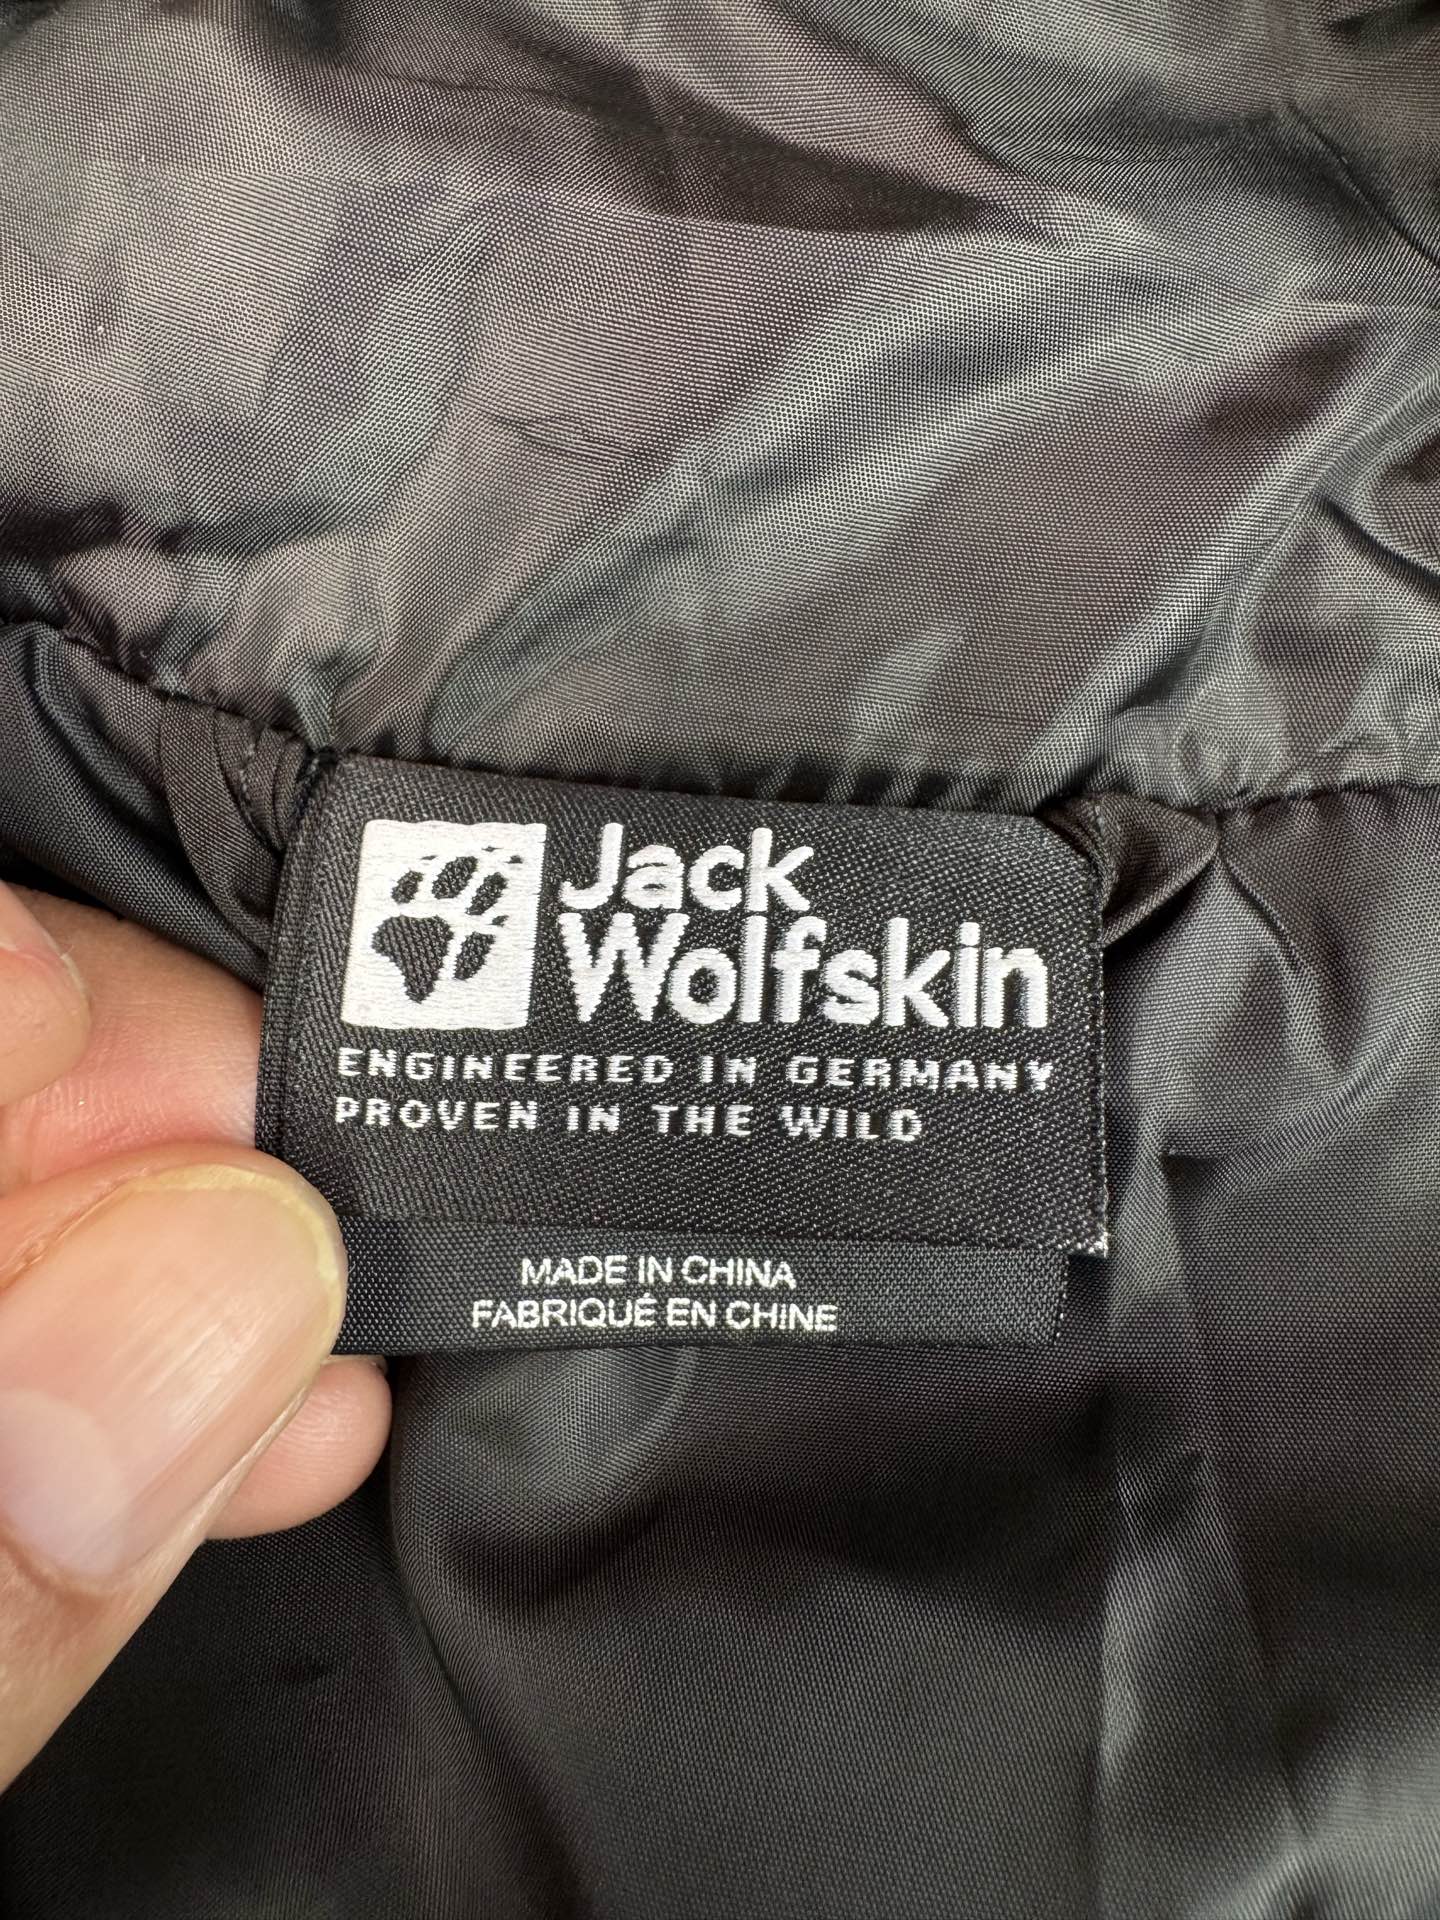 Jack
Wolfskin
ENGINEERED IN GERMANY
PROVEN IN THE WILD
MADE IN CHINA
FABRIQUÉ EN CHINE